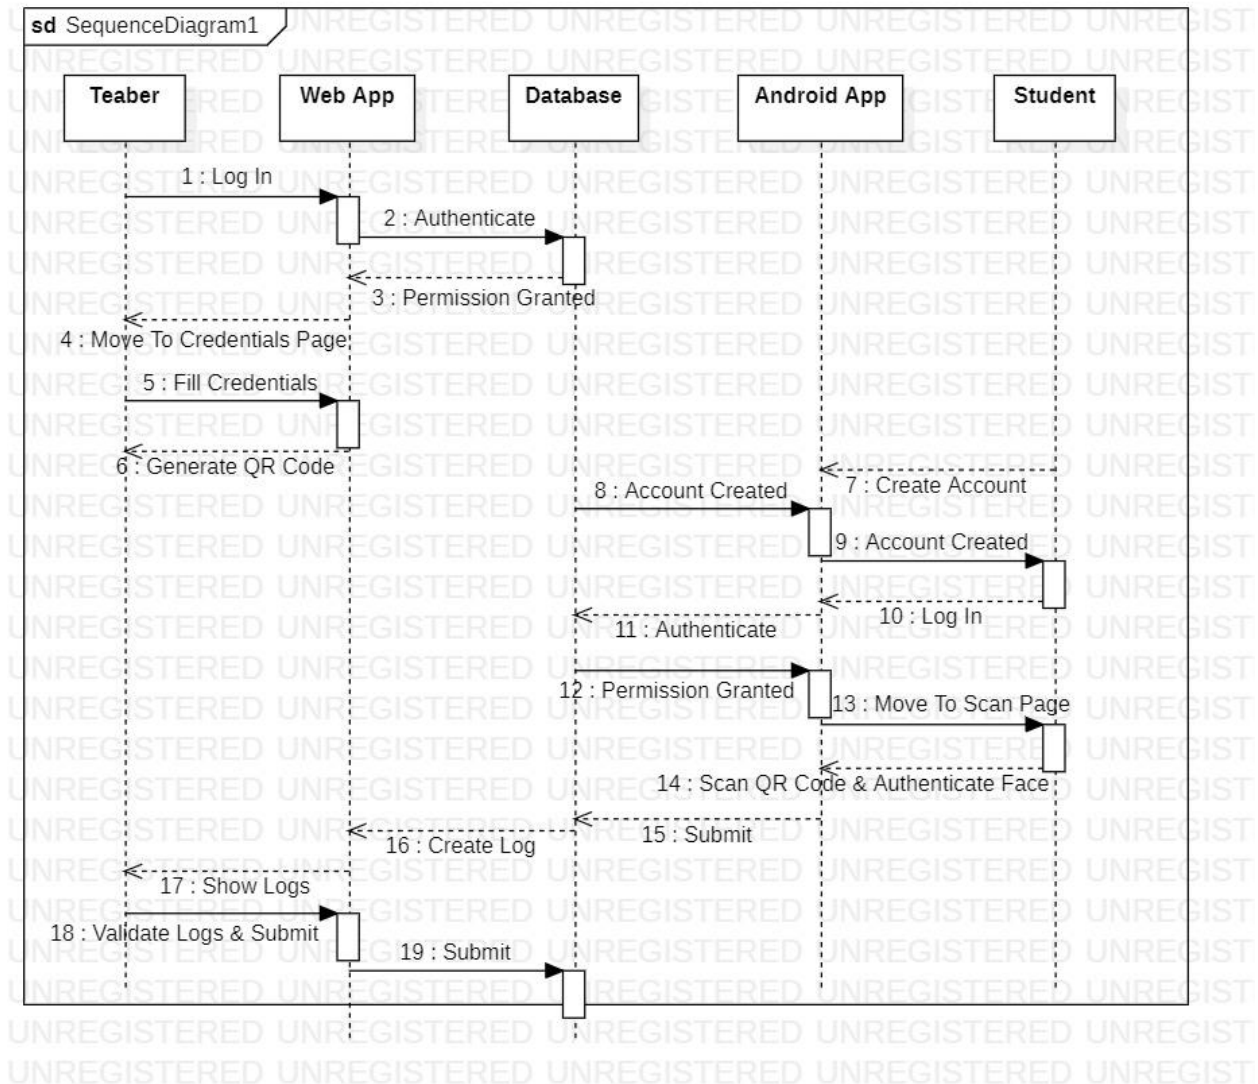 sd SequenceDiagram1
Teaber
Web App
Database
Android App
Student
1 : Log In
2 : Authenticate
3 : Permission Granted
4 : Move To Credentials Page
5 : Fill Credentials
6 : Generate QR Code
7 : Create Account
8 : Account Created
9 : Account Created
10 : Log In
11 : Authenticate
12 : Permission Granted
13 : Move To Scan Page
14 : Scan QR Code & Authenticate Face
15 : Submit
16 : Create Log
17 : Show Logs
18 : Validate Logs & Submit
19 : Submit
UNREGISTERED